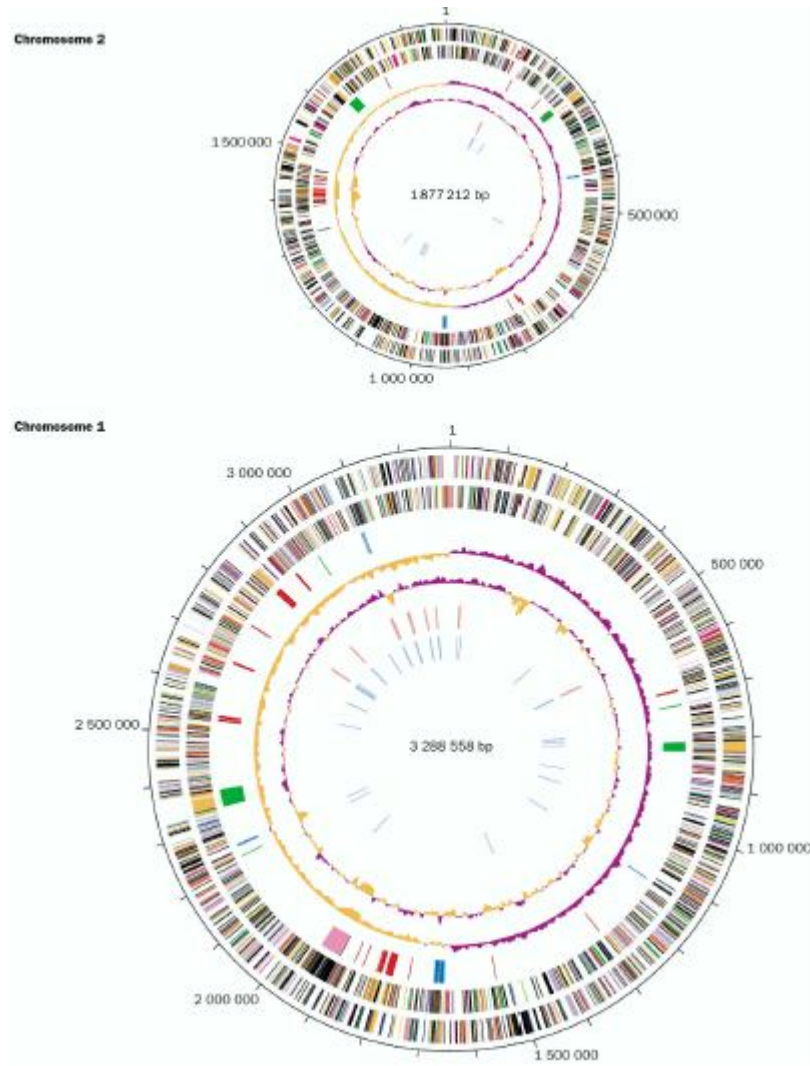 Chromosome 2
1
1 500 000
1 877 212 bp
500 000
1 000 000
Chromosome 1
1
3 000 000
500 000
2 500 000
3 288 558 bp
1 000 000
2 000 000
1 500 000